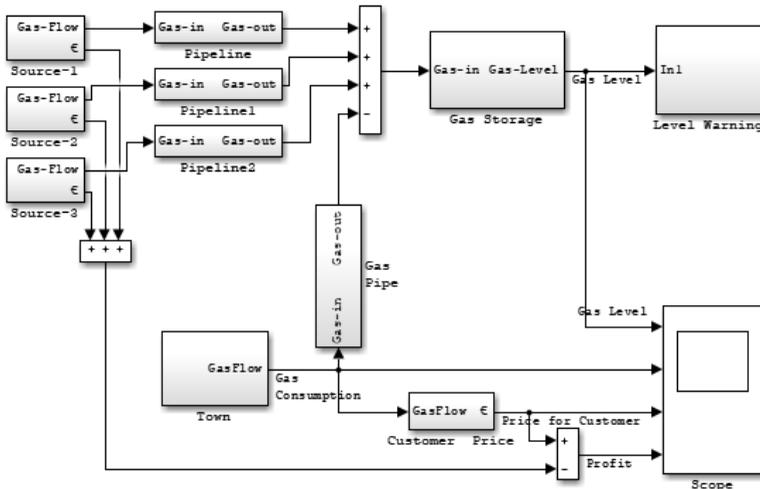 Gas-Flow
€
Source-1
Gas-in Gas-out
Pipeline
Gas-Flow
€
Source-2
Gas-in Gas-out
Pipeline1
Gas-Flow
€
Source-3
Gas-in Gas-out
Pipeline2
+
+
+
−
Gas-in Gas-Level
Gas Storage
Gas Level
In1
Level Warning
+ + +
Gas-in Gas-out
Gas
Pipe
Gas Level
GasFlow
Town
Gas
Consumption
GasFlow €
Customer Price
Price for Customer
+
−
Profit
Scope